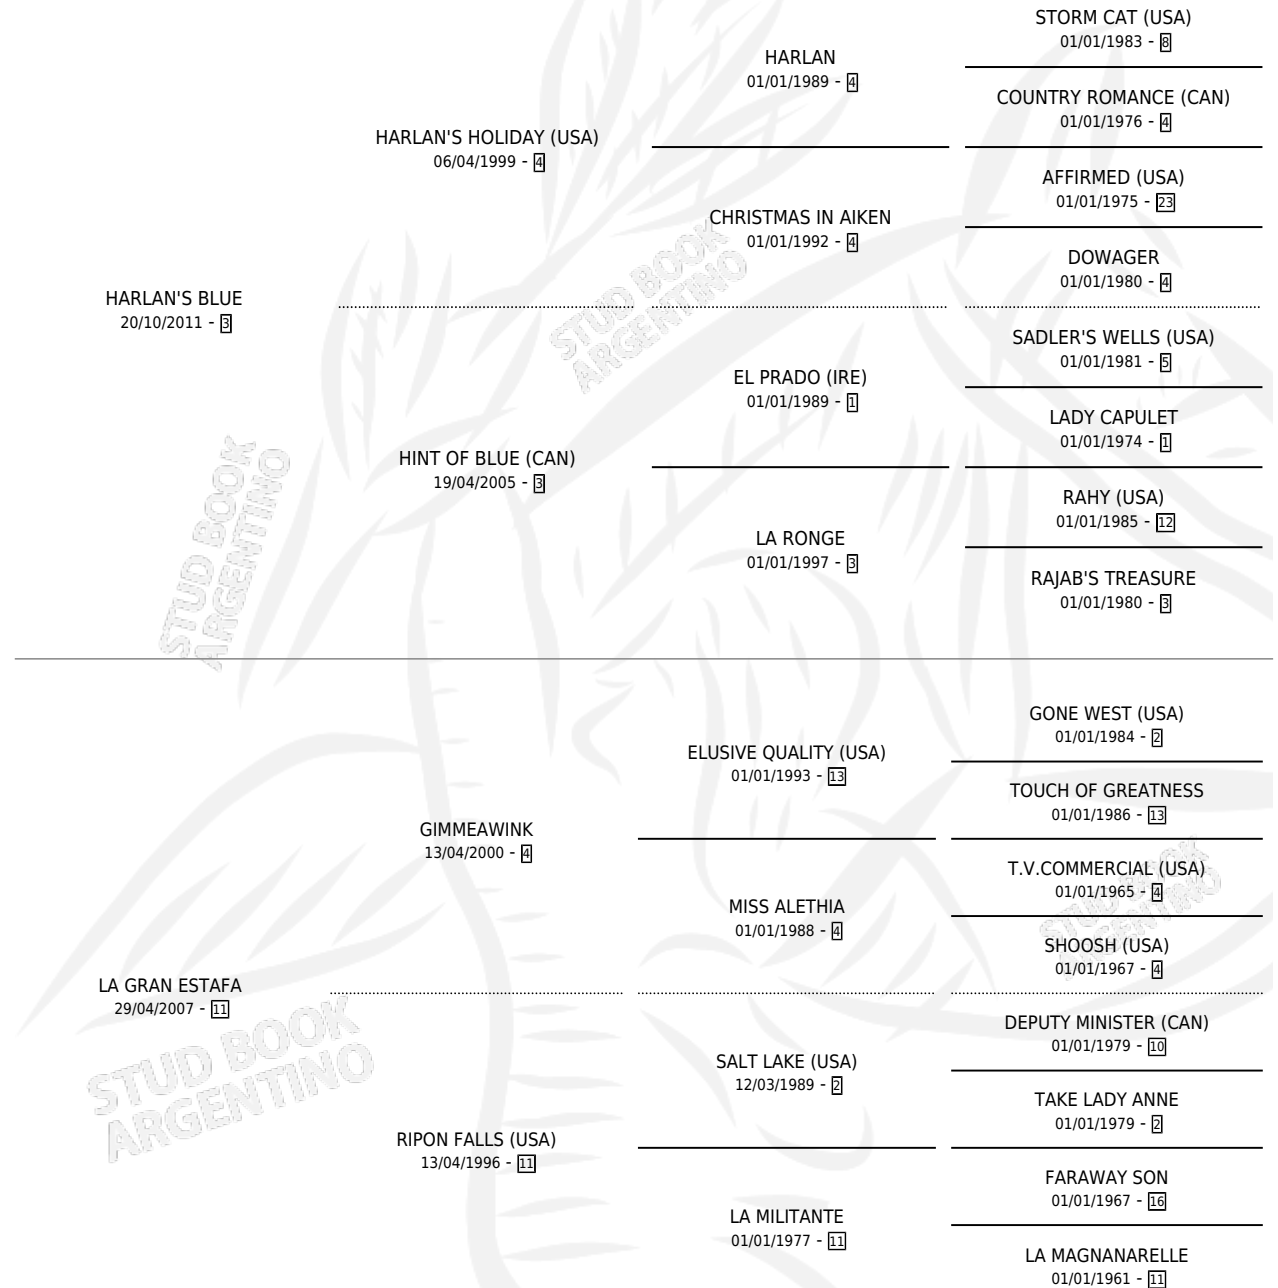 STORM CAT (USA)
01/01/1983 - 8
HARLAN
01/01/1989 - 4
COUNTRY ROMANCE (CAN)
01/01/1976 - 4
HARLAN'S HOLIDAY (USA)
06/04/1999 - 4
AFFIRMED (USA)
01/01/1975 - 23
CHRISTMAS IN AIKEN
01/01/1992 - 4
DOWAGER
01/01/1980 - 4
HARLAN'S BLUE
20/10/2011 - 3
STUD BOOK
ARGENTINO
SADLER'S WELLS (USA)
01/01/1981 - 5
EL PRADO (IRE)
01/01/1989 - 1
LADY CAPULET
01/01/1974 - 1
HINT OF BLUE (CAN)
19/04/2005 - 3
RAHY (USA)
01/01/1985 - 12
LA RONGE
01/01/1997 - 3
RAJAB'S TREASURE
01/01/1980 - 3
STUD BOOK
ARGENTINO
GONE WEST (USA)
01/01/1984 - 2
ELUSIVE QUALITY (USA)
01/01/1993 - 13
TOUCH OF GREATNESS
01/01/1986 - 13
GIMMEAWINK
13/04/2000 - 4
T.V.COMMERCIAL (USA)
01/01/1965 - 4
STUD BOOK
ARGENTINO
MISS ALETHIA
01/01/1988 - 4
SHOOSH (USA)
01/01/1967 - 4
LA GRAN ESTAFA
29/04/2007 - 11
STUD BOOK
ARGENTINO
DEPUTY MINISTER (CAN)
01/01/1979 - 10
SALT LAKE (USA)
12/03/1989 - 2
TAKE LADY ANNE
01/01/1979 - 2
RIPON FALLS (USA)
13/04/1996 - 11
FARAWAY SON
01/01/1967 - 16
LA MILITANTE
01/01/1977 - 11
LA MAGNANARELLE
01/01/1961 - 11